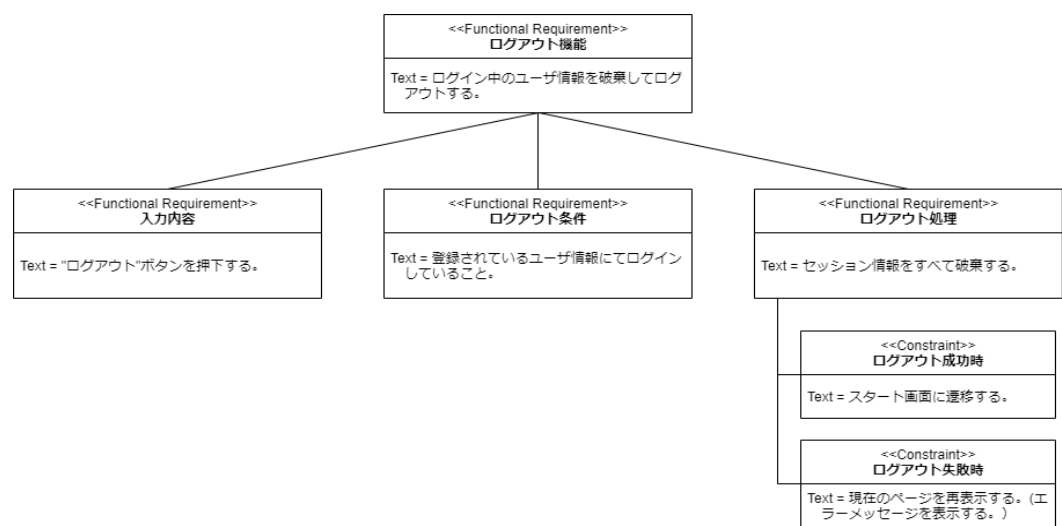 <<Functional Requirement>>
ログアウト機能
Text = ログイン中のユーザ情報を破棄してログ
アウトする。
<<Functional Requirement>>
入力内容
Text = "ログアウト"ボタンを押下する。
<<Functional Requirement>>
ログアウト条件
Text = 登録されているユーザ情報にてログイン
していること。
<<Functional Requirement>>
ログアウト処理
Text = セッション情報をすべて破棄する。
<<Constraint>>
ログアウト成功時
Text = スタート画面に遷移する。
<<Constraint>>
ログアウト失敗時
Text = 現在のページを再表示する。(エ
ラーメッセージを表示する。)